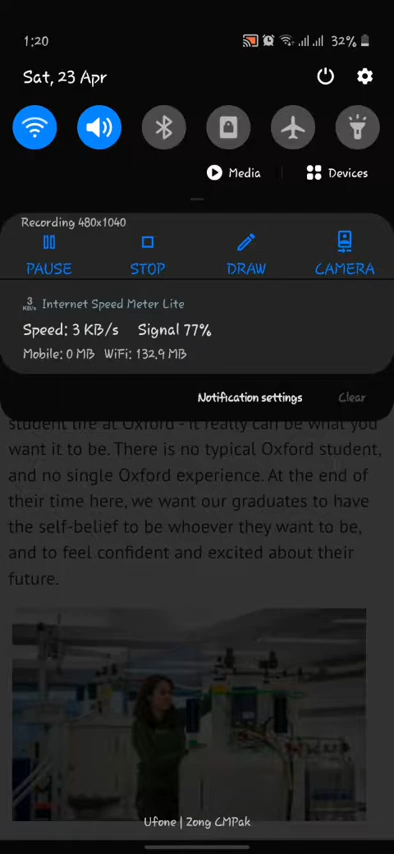 1:20
32%
Sat, 23 Apr
Media
Devices
Recording 480x1040
PAUSE
STOP
DRAW
CAMERA
3
KB/s
Internet Speed Meter Lite
Speed: 3 KB/s Signal 77%
Mobile: 0 MB WiFi: 132.9 MB
Notification settings
Clear
student life at Oxford - it really can be what you
want it to be. There is no typical Oxford student,
and no single Oxford experience. At the end of
their time here, we want our graduates to have
the self-belief to be whoever they want to be,
and to feel confident and excited about their
future.
Ufone | Zong CMPak